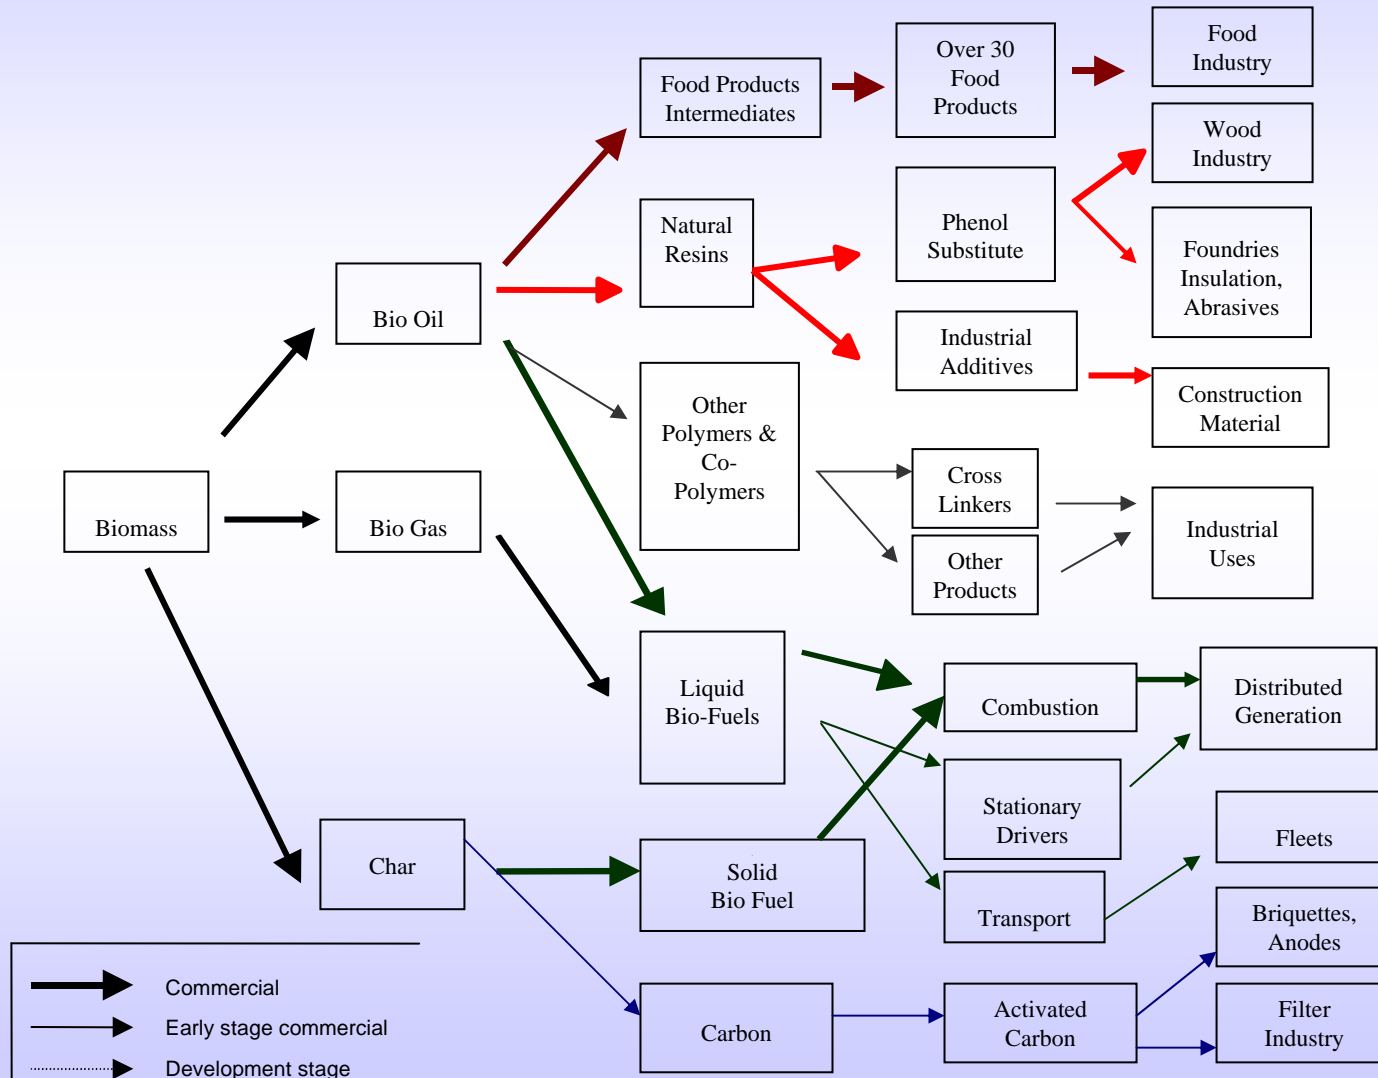 Food Products
Intermediates
Over 30
Food
Products
Food
Industry
Wood
Industry
Natural
Resins
Phenol
Substitute
Foundries
Insulation,
Abrasives
Bio Oil
Industrial
Additives
Construction
Material
Other
Polymers &
Co-
Polymers
Cross
Linkers
Other
Products
Industrial
Uses
Biomass
Bio Gas
Liquid
Bio-Fuels
Combustion
Distributed
Generation
Stationary
Drivers
Fleets
Char
Solid
Bio Fuel
Transport
Briquettes,
Anodes
Carbon
Activated
Carbon
Filter
Industry
Commercial
Early stage commercial
Development stage